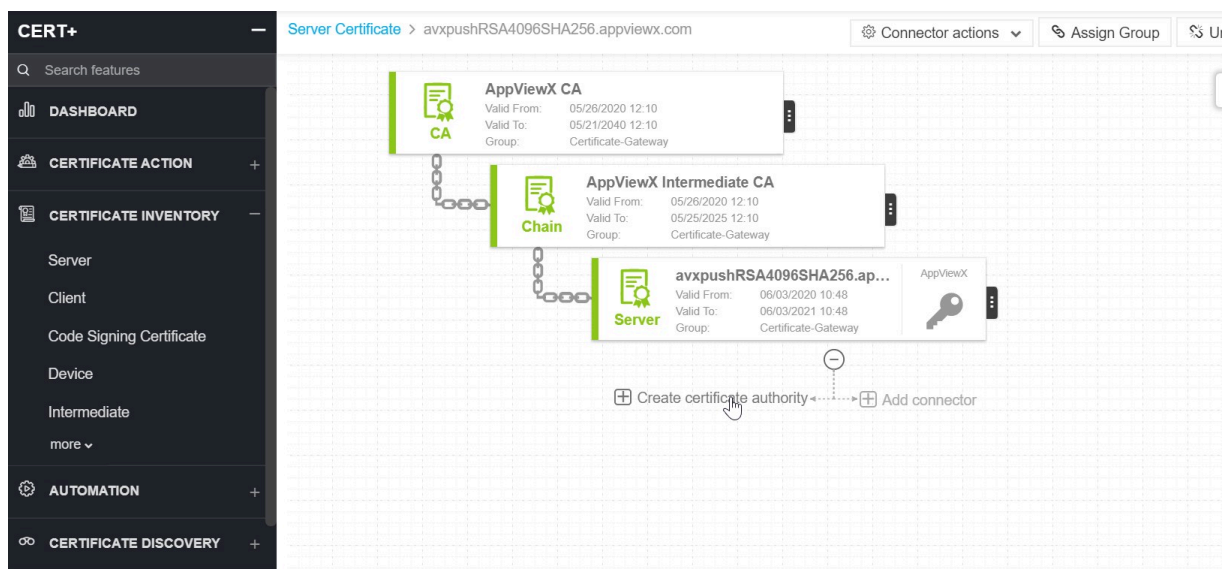 CERT+
Search features
DASHBOARD
CERTIFICATE ACTION
CERTIFICATE INVENTORY
Server
Client
Code Signing Certificate
Device
Intermediate
more
AUTOMATION
CERTIFICATE DISCOVERY
Server Certificate > avxpushRSA4096SHA256.appviewx.com
Connector actions
Assign Group
AppViewX CA
Valid From: 05/26/2020 12:10
Valid To: 05/21/2040 12:10
Group: Certificate-Gateway
CA
AppViewX Intermediate CA
Valid From: 05/26/2020 12:10
Valid To: 05/25/2025 12:10
Group: Certificate-Gateway
Chain
avxpushRSA4096SHA256.ap...
Valid From: 06/03/2020 10:48
Valid To: 06/03/2021 10:48
Group: Certificate-Gateway
Server
AppViewX
Create certificate authority
Add connector